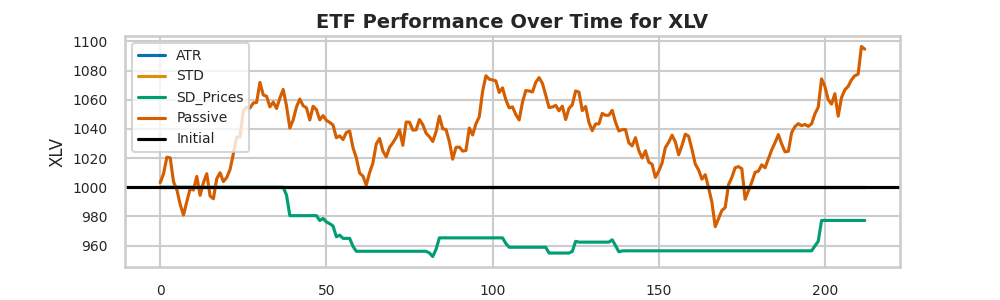 ETF Performance Over Time for XLV
XLV
1100
1080
1060
1040
1020
1000
980
960
ATR
STD
SD_Prices
Passive
Initial
0 50 100 150 200